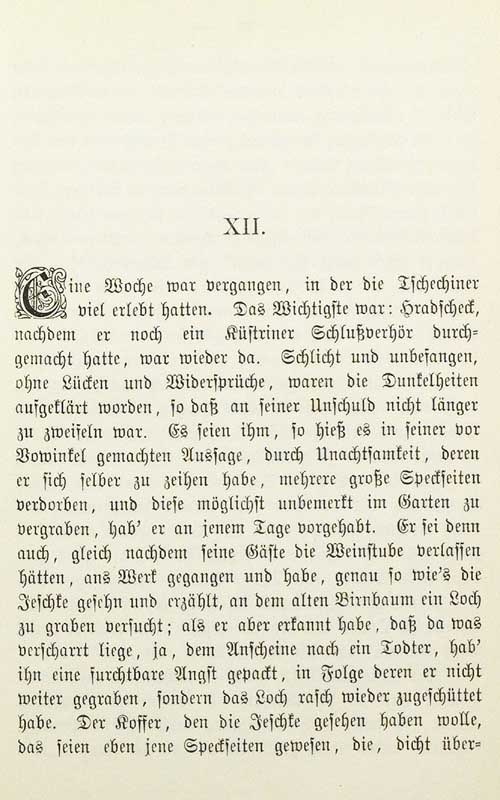 XII.
Eine Woche war vergangen, in der die Tschechiner
viel erlebt hatten. Das Wichtigste war: Hradscheck,
nachdem er noch ein Küstriner Schlußverhör durch-
gemacht hatte, war wieder da. Schlicht und unbefangen,
ohne Lücken und Widersprüche, waren die Dunkelheiten
aufgeklärt worden, so daß an seiner Unschuld nicht länger
zu zweifeln war. Es seien ihm, so hieß es in seiner vor
Vowinkel gemachten Aussage, durch Unachtsamkeit, deren
er sich selber zu zeihen habe, mehrere große Speckseiten
verdorben, und diese möglichst unbemerkt im Garten zu
vergraben, hab' er an jenem Tage vorgehabt. Er sei denn
auch, gleich nachdem seine Gäste die Weinstube verlassen
hätten, ans Werk gegangen und habe, genau so wie's die
Jeschke gesehn und erzählt, an dem alten Birnbaum ein Loch
zu graben versucht; als er aber erkannt habe, daß da was
verscharrt liege, ja, dem Anscheine nach ein Todter, hab'
ihn eine furchtbare Angst gepackt, in Folge deren er nicht
weiter gegraben, sondern das Loch rasch wieder zugeschüttet
habe. Der Koffer, den die Jeschke gesehen haben wolle,
das seien eben jene Speckseiten gewesen, die, dicht über-